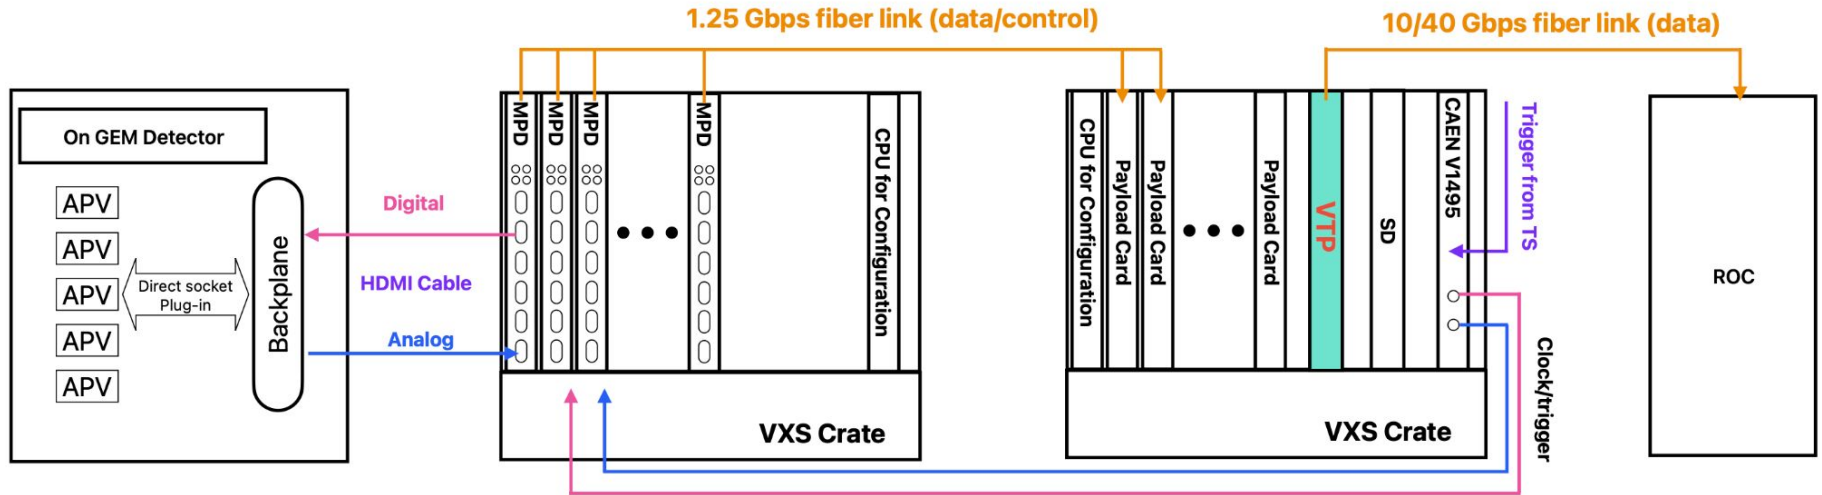 1.25 Gbps fiber link (data/control)
10/40 Gbps fiber link (data)
On GEM Detector
APV
APV
APV
APV
APV
Direct socket
Plug-in
Backplane
Digital
HDMI Cable
Analog
MPD
MPD
MPD
MPD
CPU for Configuration
VXS Crate
CPU for Configuration
Payload Card
Payload Card
Payload Card
VTP
SD
CAEN V1495
VXS Crate
Trigger from TS
Clock/trigger
ROC